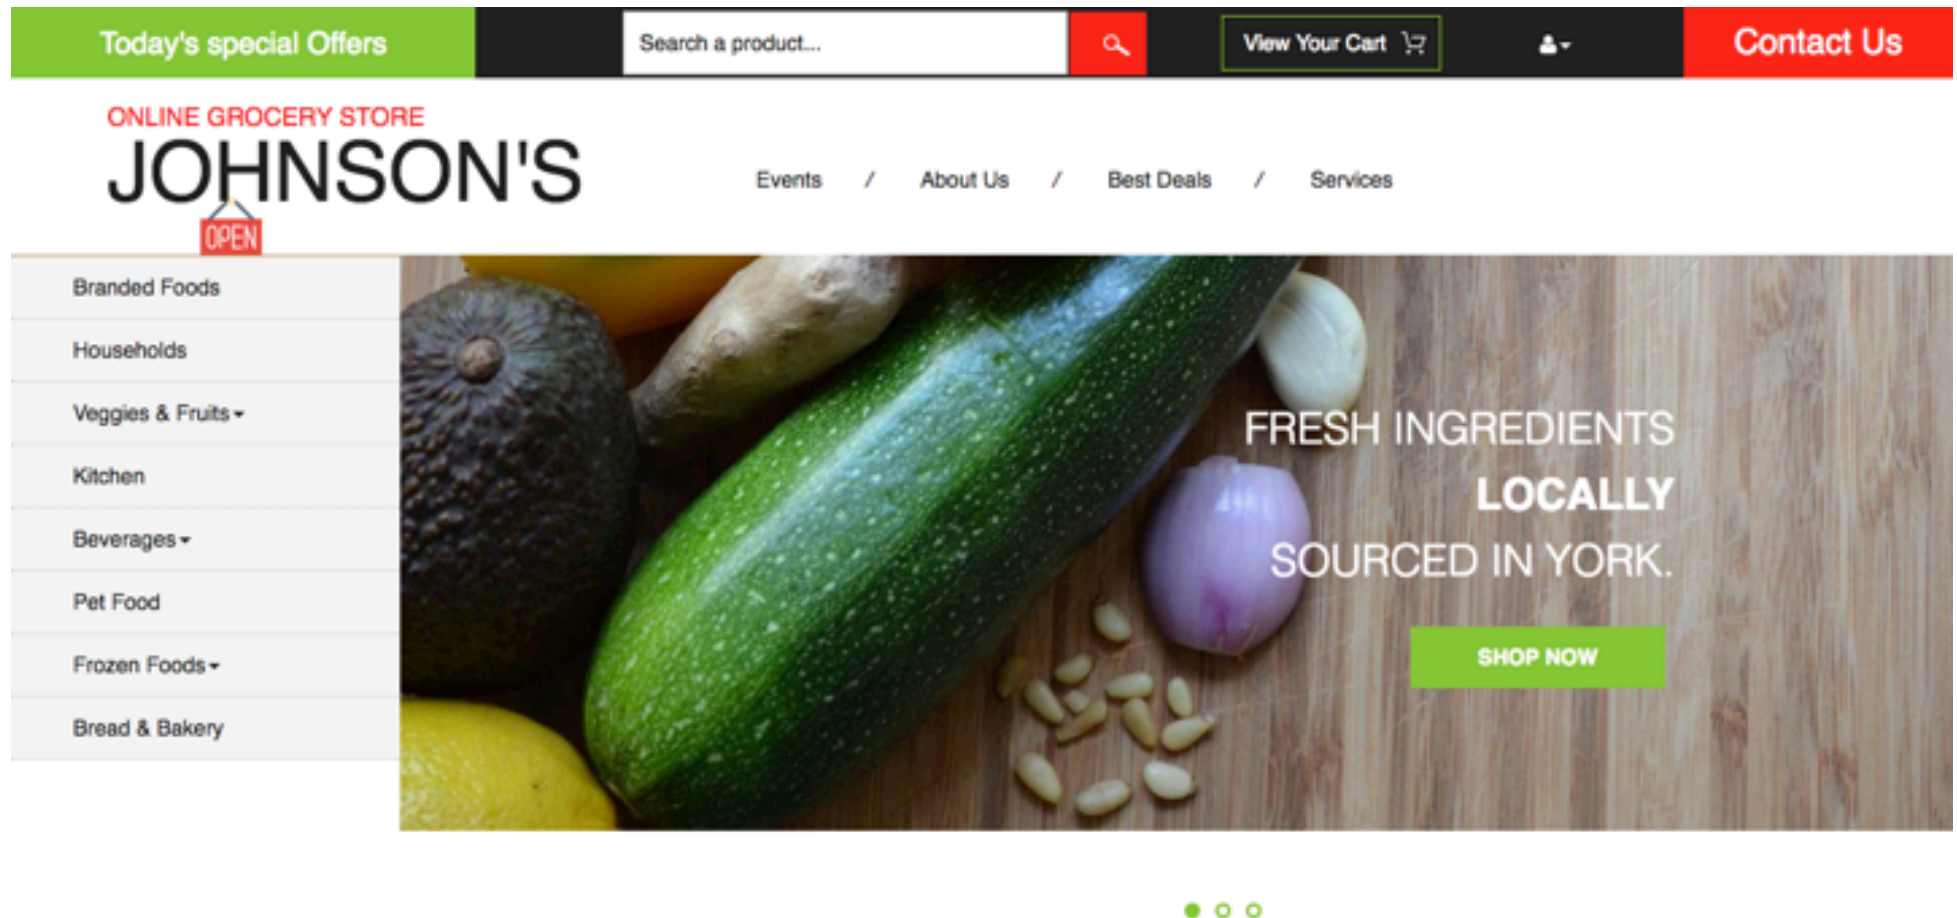 Today's special Offers
Search a product...
View Your Cart
Contact Us
ONLINE GROCERY STORE
JOHNSON'S
OPEN
Events / About Us / Best Deals / Services
Branded Foods
Households
Veggies & Fruits
Kitchen
Beverages
Pet Food
Frozen Foods
Bread & Bakery
FRESH INGREDIENTS
LOCALLY
SOURCED IN YORK.
SHOP NOW